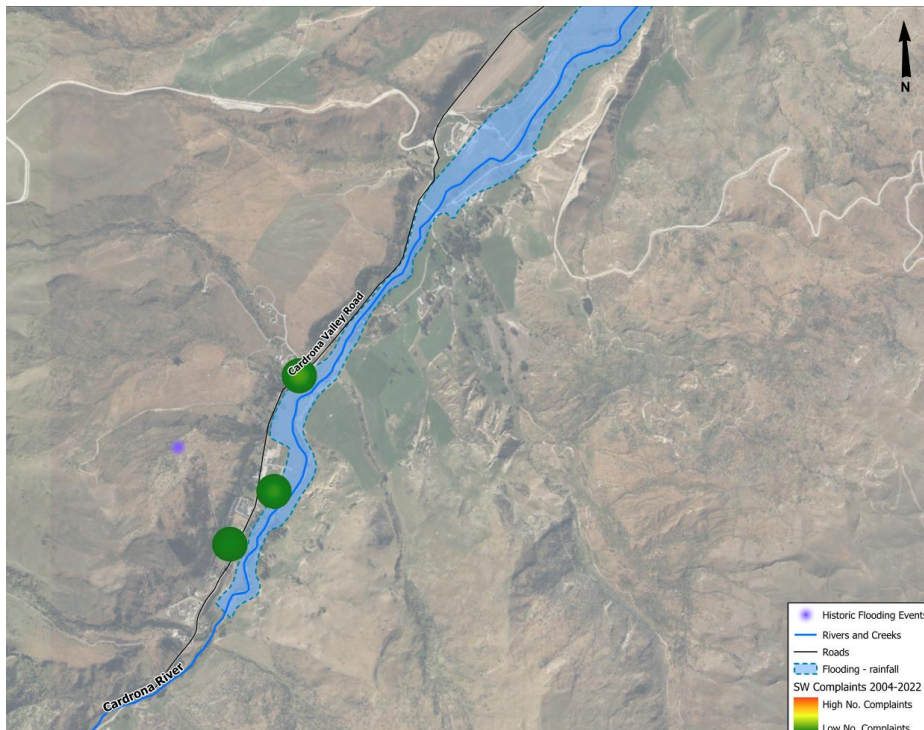 N
Cardrona Valley Road
Cardrona River
Historic Flooding Events
Rivers and Creeks
Roads
Flooding - rainfall
SW Complaints 2004-2022
High No. Complaints
Low No. Complaints